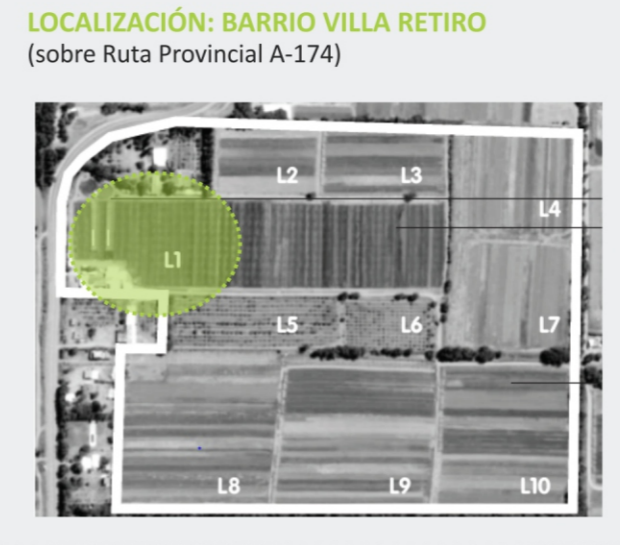 LOCALIZACIÓN: BARRIO VILLA RETIRO
(sobre Ruta Provincial A-174)
L2
L3
L4
L1
L5
L6
L7
L8
L9
L10